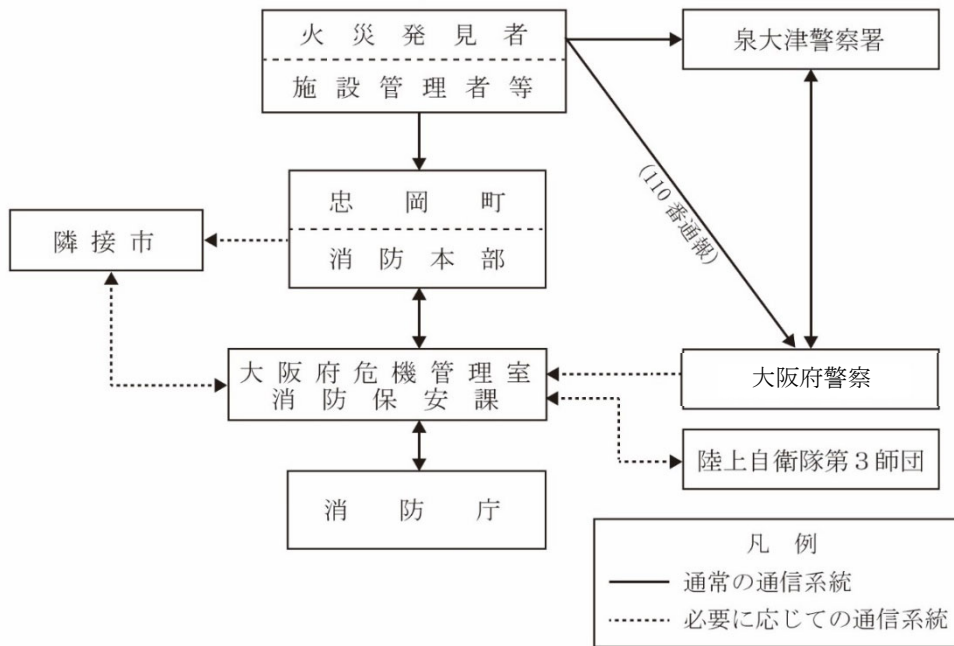 火災発見者
施設管理者等
泉大津警察署
(110番通報)
忠岡町
消防本部
隣接市
大阪府危機管理室
消防保安課
大阪府警察
陸上自衛隊第3師団
消防庁
凡例
通常の通信系統
必要に応じての通信系統